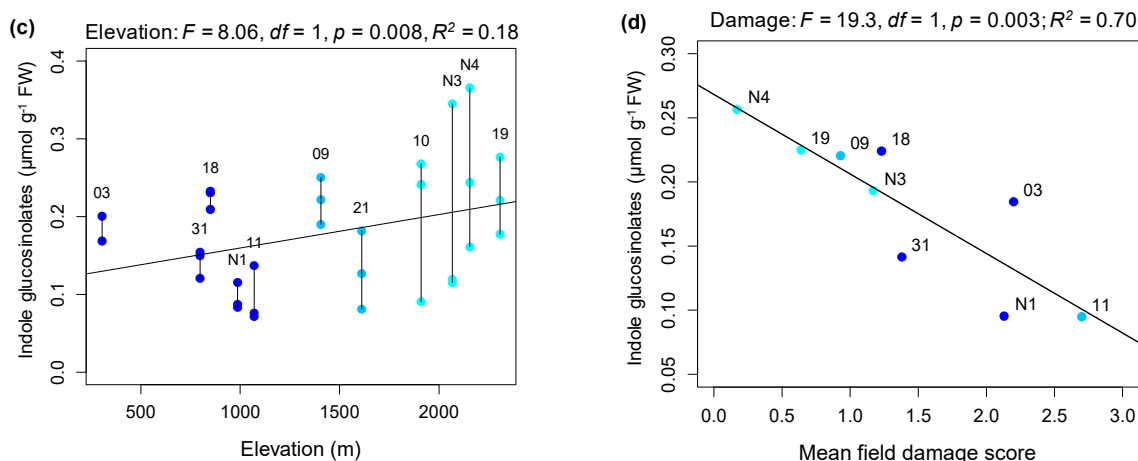 (c) Elevation: F = 8.06, df = 1, p = 0.008, R² = 0.18
Indole glucosinolates (µmol g⁻¹ FW)
0.4
0.3
0.2
0.1
0.0
03
18
31
N1
11
09
21
10
N3
N4
19
500 1000 1500 2000
Elevation (m)
(d) Damage: F = 19.3, df = 1, p = 0.003; R² = 0.70
Indole glucosinolates (µmol g⁻¹ FW)
0.30
0.25
0.20
0.15
0.10
0.05
N4
19
09
18
N3
03
31
N1
11
0.0 0.5 1.0 1.5 2.0 2.5 3.0
Mean field damage score